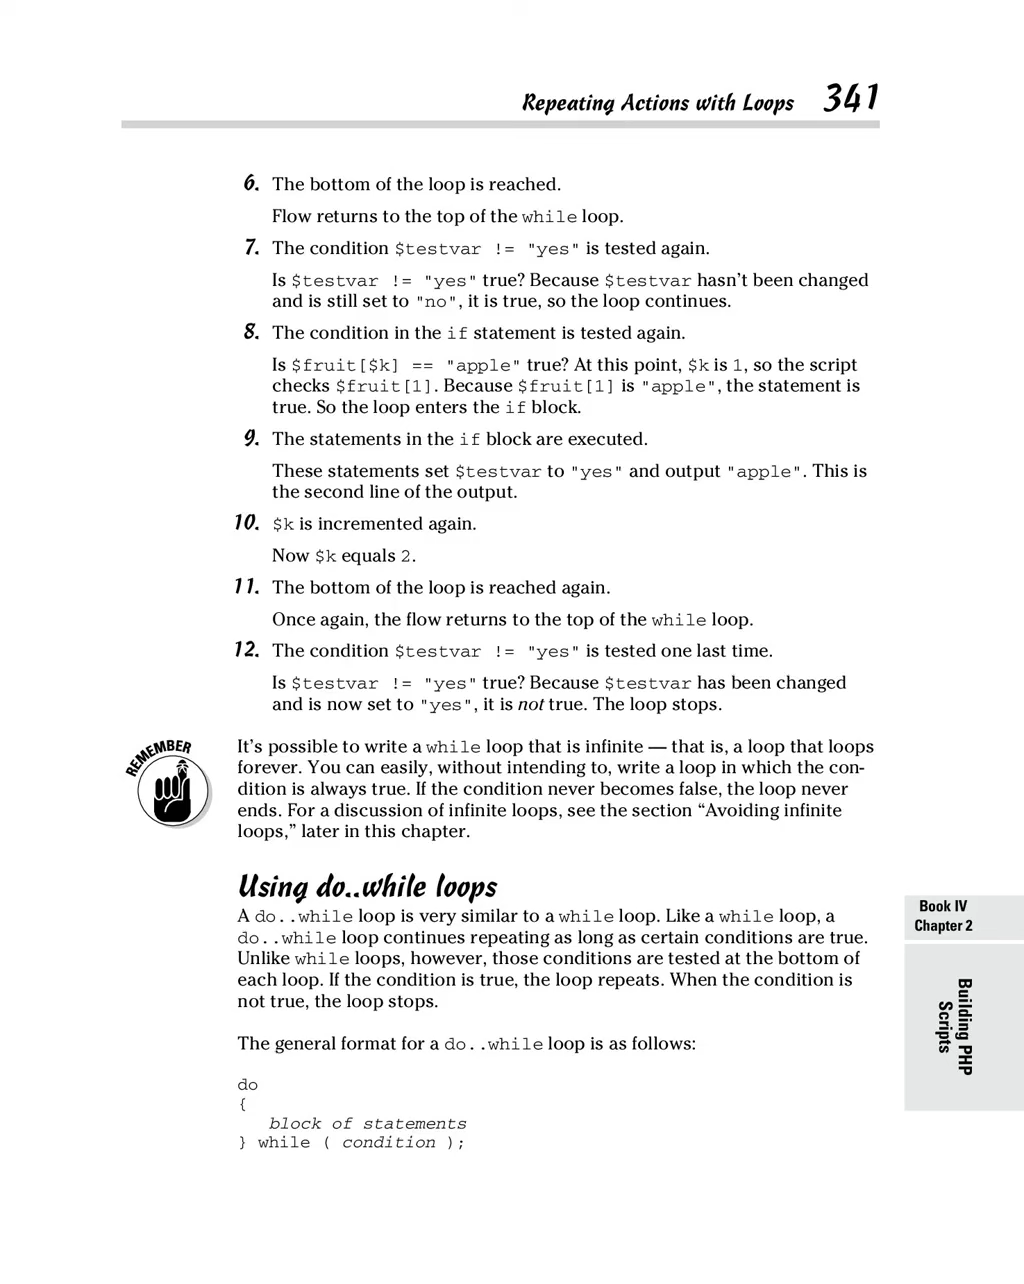 Repeating Actions with Loops 341
6. The bottom of the loop is reached.
Flow returns to the top of the while loop.
7. The condition $testvar != "yes" is tested again.
Is $testvar != "yes" true? Because $testvar hasn't been changed
and is still set to "no", it is true, so the loop continues.
8. The condition in the if statement is tested again.
Is $fruit[$k] == "apple" true? At this point, $k is 1, so the script
checks $fruit[1]. Because $fruit[1] is "apple", the statement is
true. So the loop enters the if block.
9. The statements in the if block are executed.
These statements set $testvar to "yes" and output "apple". This is
the second line of the output.
10. $k is incremented again.
Now $k equals 2.
11. The bottom of the loop is reached again.
Once again, the flow returns to the top of the while loop.
12. The condition $testvar != "yes" is tested one last time.
Is $testvar != "yes" true? Because $testvar has been changed
and is now set to "yes", it is not true. The loop stops.
REMEMBER
It's possible to write a while loop that is infinite — that is, a loop that loops
forever. You can easily, without intending to, write a loop in which the con-
dition is always true. If the condition never becomes false, the loop never
ends. For a discussion of infinite loops, see the section “Avoiding infinite
loops,” later in this chapter.
Using do..while loops
A do..while loop is very similar to a while loop. Like a while loop, a
do..while loop continues repeating as long as certain conditions are true.
Unlike while loops, however, those conditions are tested at the bottom of
each loop. If the condition is true, the loop repeats. When the condition is
not true, the loop stops.
The general format for a do..while loop is as follows:
do
{
block of statements
} while ( condition );
Book IV
Chapter 2
Building PHP
Scripts